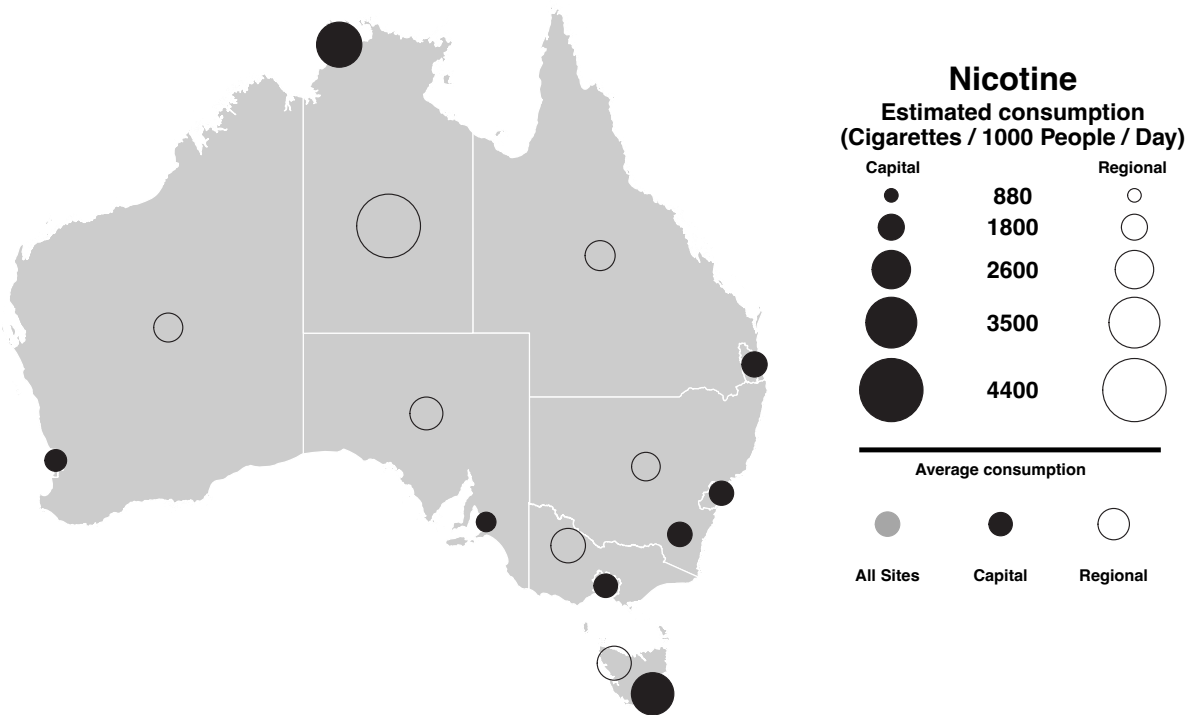 Nicotine
Estimated consumption
(Cigarettes / 1000 People / Day)
Capital Regional
880
1800
2600
3500
4400
Average consumption
All Sites Capital Regional